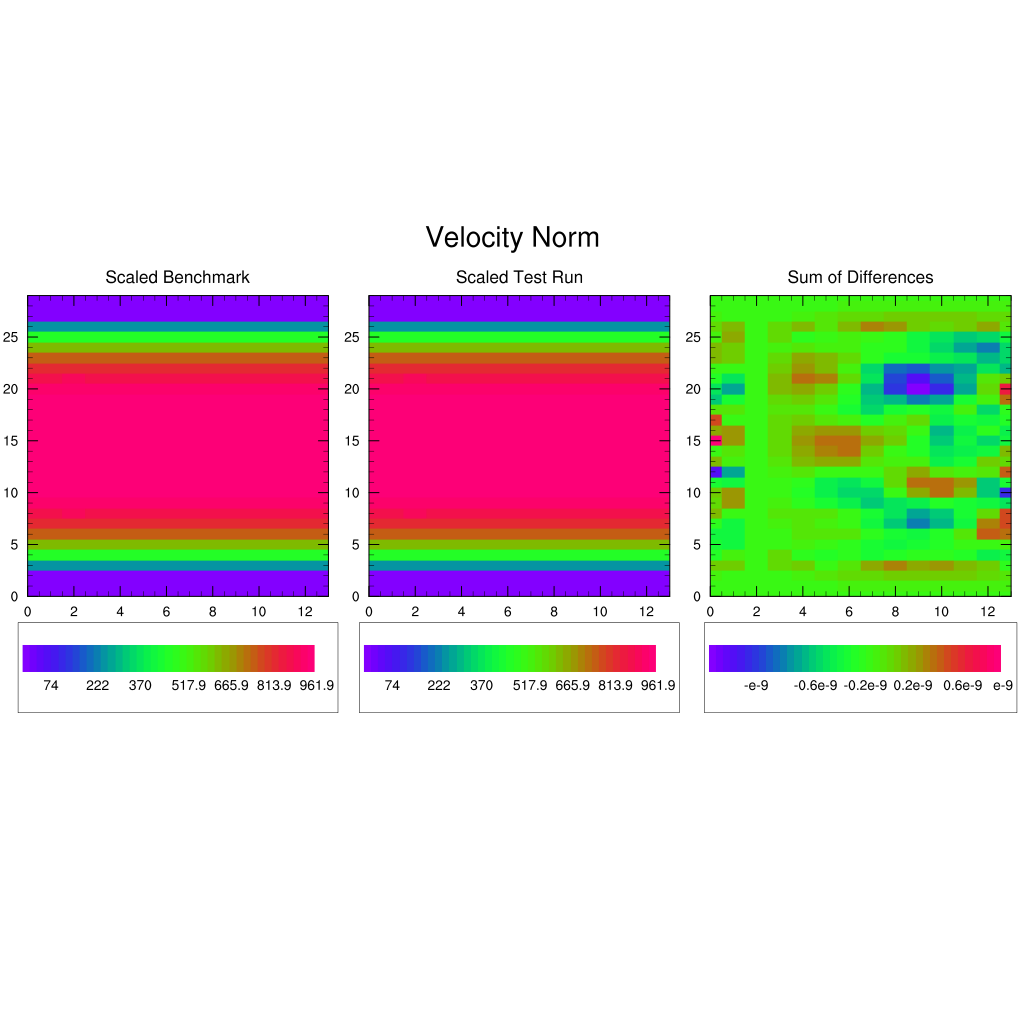 Velocity Norm
Scaled Benchmark Scaled Test Run Sum of Differences
25 25 25
20 20 20
15 15 15
10 10 10
5 5 5
0 0 0
0 2 4 6 8 10 12 0 2 4 6 8 10 12 0 2 4 6 8 10 12
74 222 370 517.9 665.9 813.9 961.9 74 222 370 517.9 665.9 813.9 961.9 -e-9 -0.6e-9 -0.2e-9 0.2e-9 0.6e-9 e-9